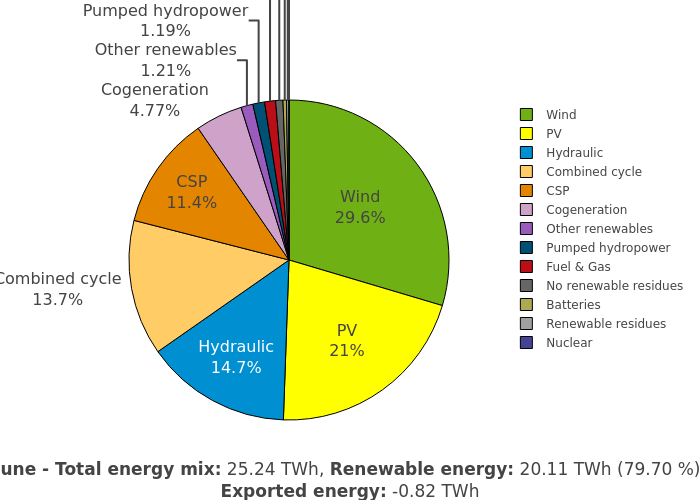 Pumped hydropower
1.19%
Other renewables
1.21%
Cogeneration
4.77%
CSP
11.4%
Wind
29.6%
Combined cycle
13.7%
Hydraulic
14.7%
PV
21%
Wind
PV
Hydraulic
Combined cycle
CSP
Cogeneration
Other renewables
Pumped hydropower
Fuel & Gas
No renewable residues
Batteries
Renewable residues
Nuclear
une - Total energy mix: 25.24 TWh, Renewable energy: 20.11 TWh (79.70 %)
Exported energy: -0.82 TWh